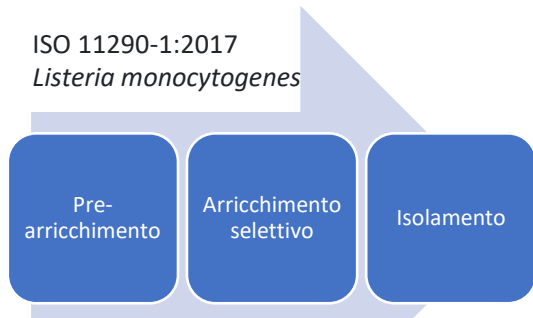 ISO 11290-1:2017
Listeria monocytogenes
Pre-
arricchimento
Arricchimento
selettivo
Isolamento